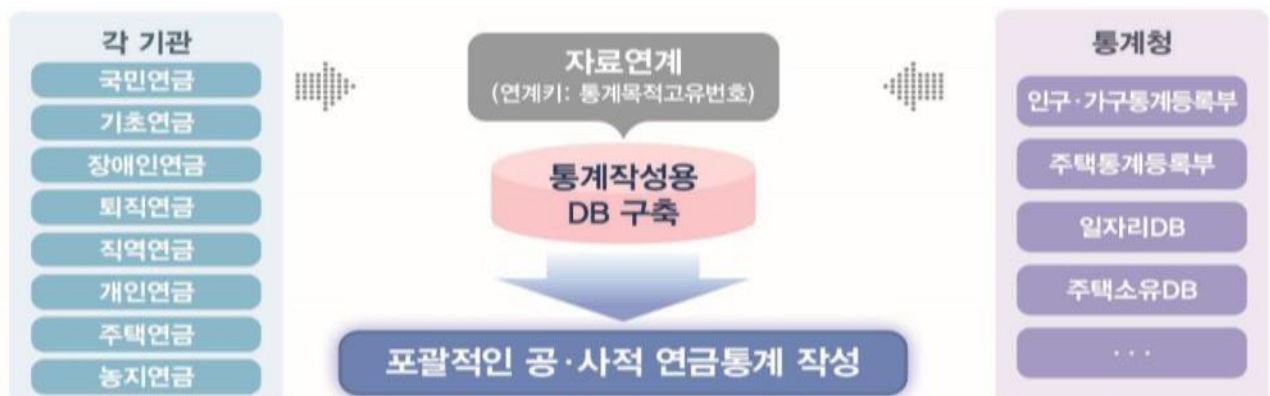 각 기관
국민연금
기초연금
장애인연금
퇴직연금
직역연금
개인연금
주택연금
농지연금
자료연계
(연계키: 통계목적고유번호)
통계작성용
DB 구축
포괄적인 공·사적 연금통계 작성
통계청
인구·가구통계등록부
주택통계등록부
일자리DB
주택소유DB
···